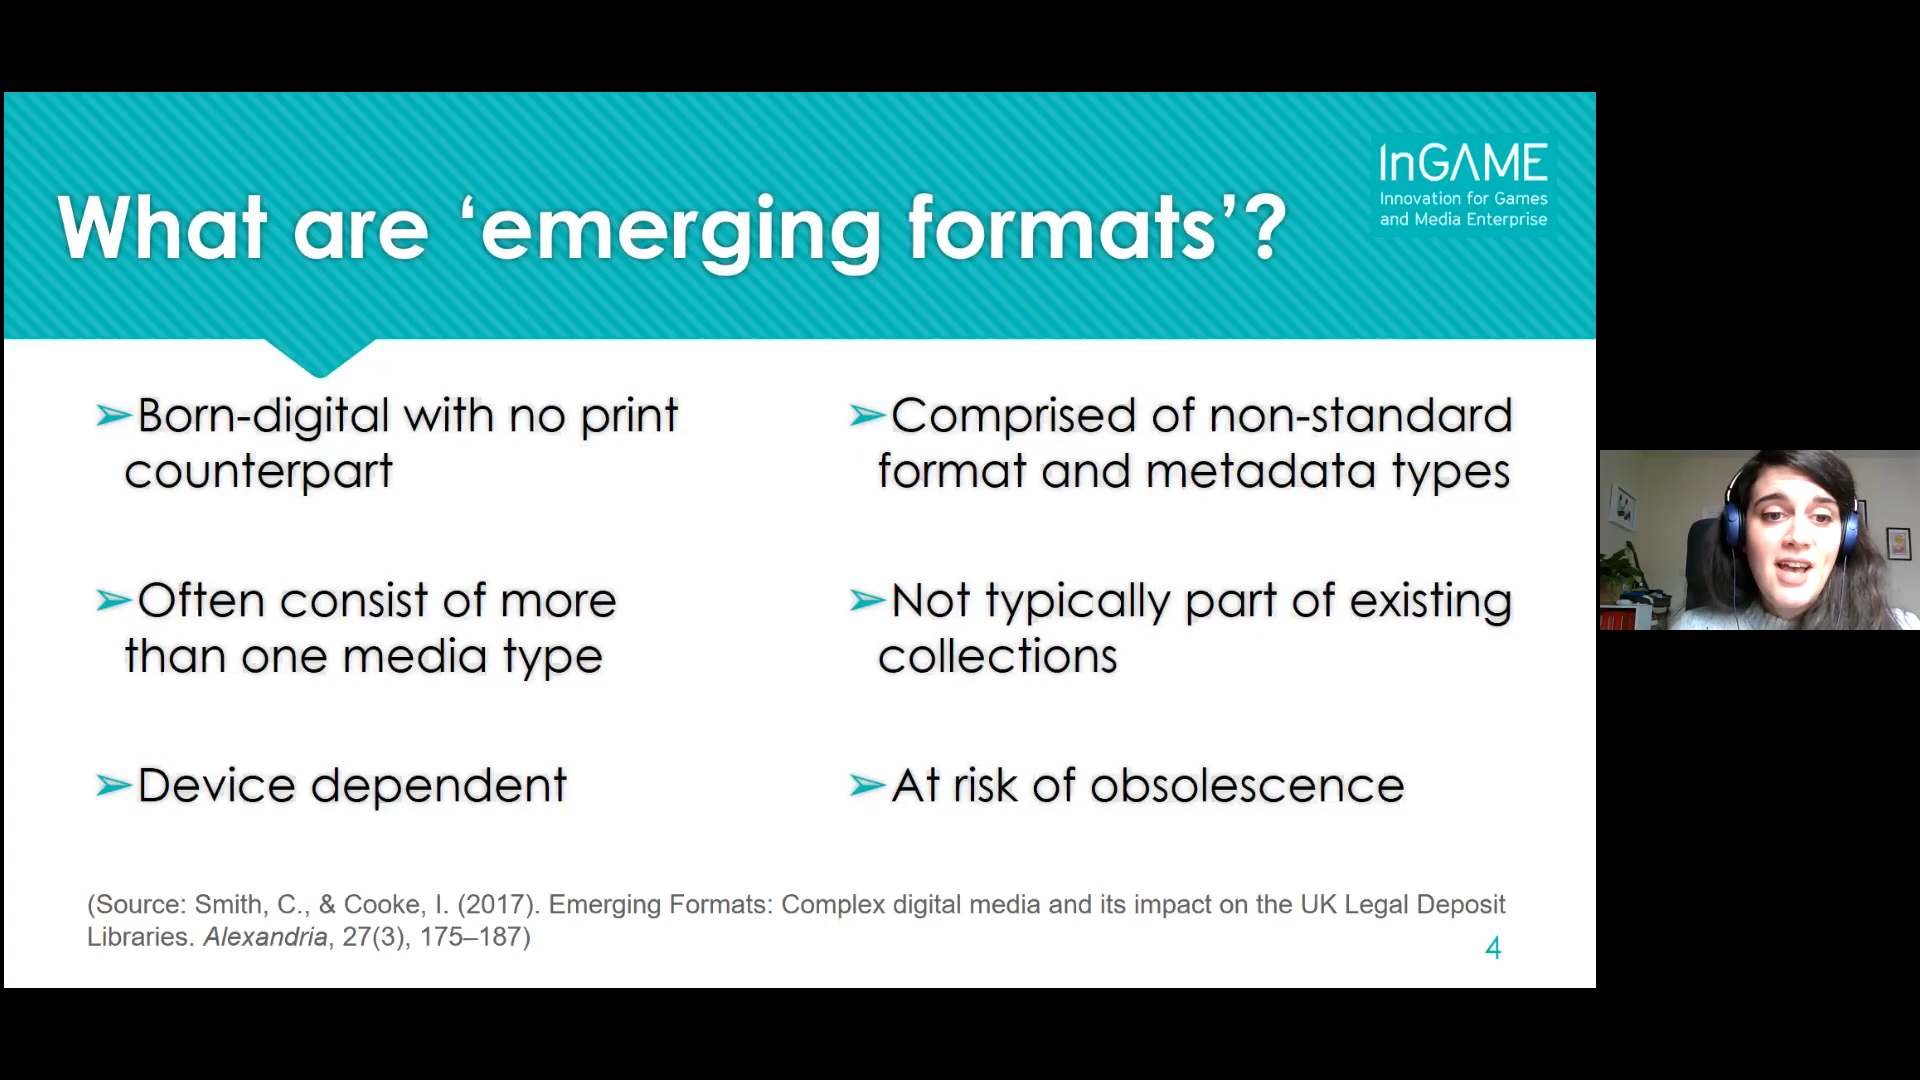 What are ‘emerging formats’?
InGAME
Innovation for Games
and Media Enterprise
➢Born-digital with no print
counterpart
➢Often consist of more
than one media type
➢Device dependent
➢Comprised of non-standard
format and metadata types
➢Not typically part of existing
collections
➢At risk of obsolescence
(Source: Smith, C., & Cooke, I. (2017). Emerging Formats: Complex digital media and its impact on the UK Legal Deposit
Libraries. Alexandria, 27(3), 175–187)
4